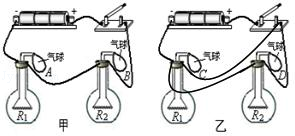 - + - +
气球 气球 气球 气球
A B C D
R1 R2 R1 R2
甲 乙